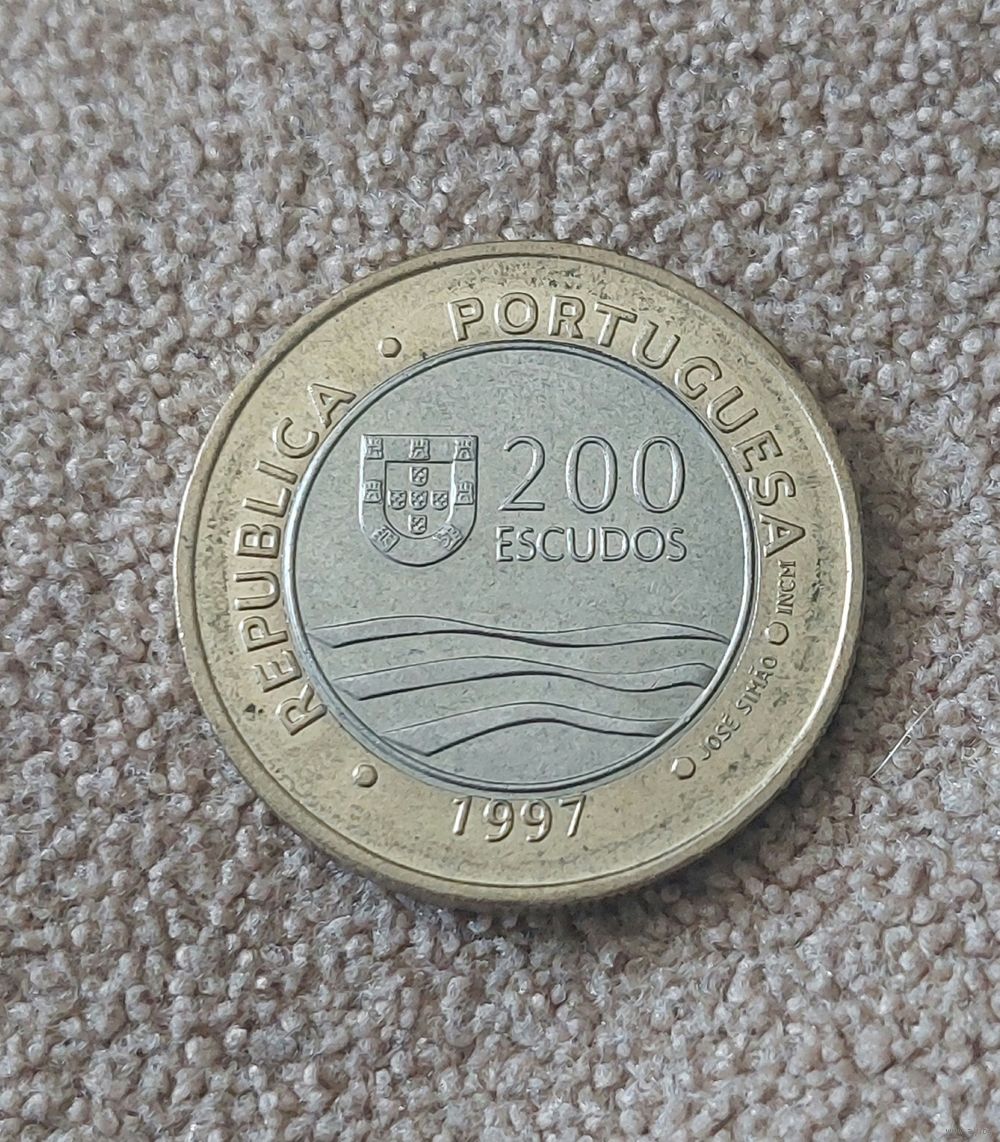 REPUBLICA • PORTUGUESA
INCM
JOSÉ SIMÃO
200
ESCUDOS
1997